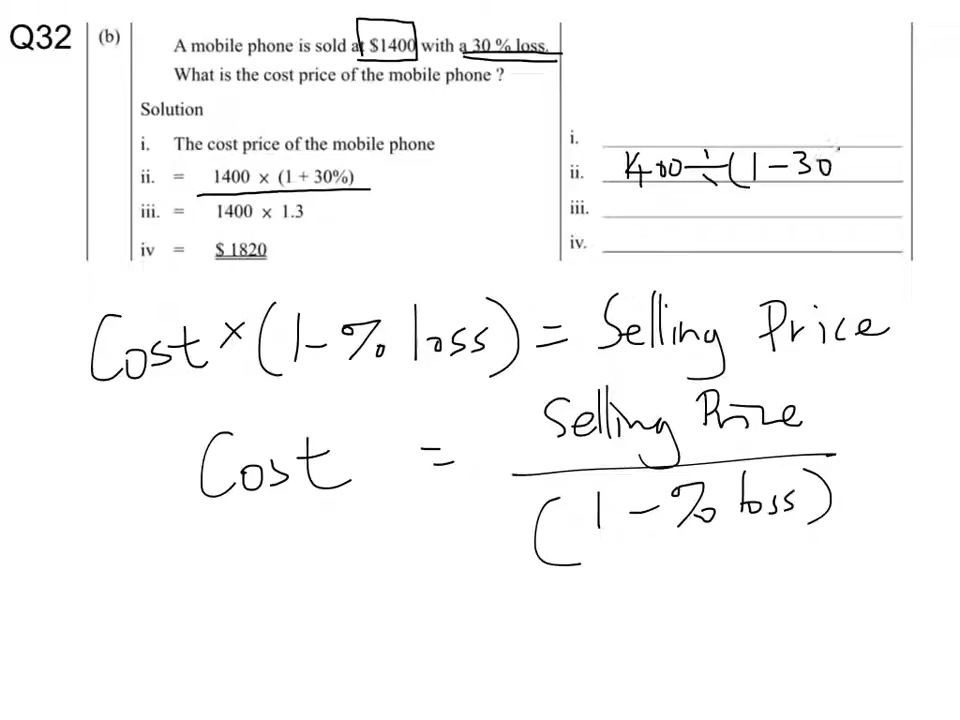 Q32 (b) A mobile phone is sold at $1400 with a 30 % loss.
What is the cost price of the mobile phone ?
Solution
i. The cost price of the mobile phone
ii. = 1400 × (1 + 30%)
iii. = 1400 × 1.3
iv = $ 1820
i.
ii. 1400 ÷ (1 - 30
iii.
iv.
Cost × (1 - % loss) = Selling Price
Cost = Selling Price
(1 - % loss)